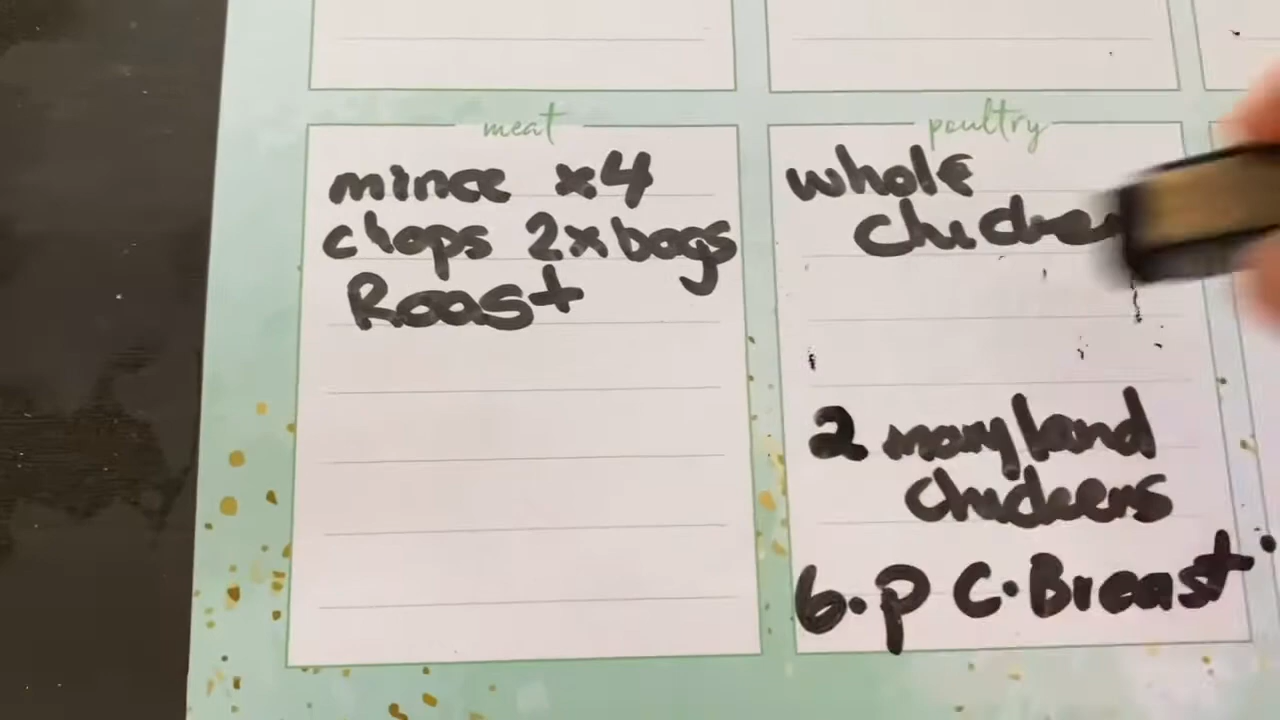 meat
mince x4
chops 2x bags
Roast
poultry
whole
chicken
2 maryland
chickens
6.p C.Breast